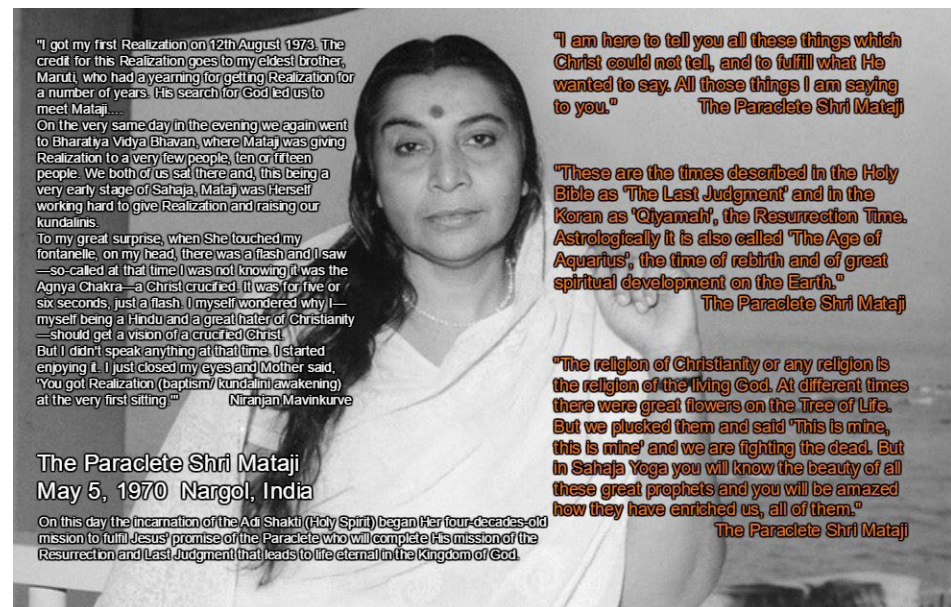 "I got my first Realization on 12th August 1973. The
credit for this Realization goes to my eldest brother,
Maruti, who had a yearning for getting Realization for
a number of years. His search for God led us to
meet Mataji....
On the very same day in the evening we again went
to Bharatiya Vidya Bhavan, where Mataji was giving
Realization to a very few people, ten or fifteen
people. We both of us sat there and, this being a
very early stage of Sahaja, Mataji was Herself
working hard to give Realization and raising our
kundalinis.
To my great surprise, when She touched my
fontanelle, on my head, there was a flash and I saw
—so-called at that time I was not knowing it was the
Agnya Chakra—a Christ crucified. It was for five or
six seconds, just a flash. I myself wondered why I—
myself being a Hindu and a great hater of Christianity
—should get a vision of a crucified Christ.
But I didn't speak anything at that time. I started
enjoying it. I just closed my eyes and Mother said,
'You got Realization (baptism/ kundalini awakening)
at the very first sitting.'" Niranjan Mavinkurve
The Paraclete Shri Mataji
May 5, 1970 Nargol, India
On this day the incarnation of the Adi Shakti (Holy Spirit) began Her four-decades-old
mission to fulfil Jesus' promise of the Paraclete who will complete His mission of the
Resurrection and Last Judgment that leads to life eternal in the Kingdom of God.
"I am here to tell you all these things which
Christ could not tell, and to fulfill what He
wanted to say. All those things I am saying
to you." The Paraclete Shri Mataji
"These are the times described in the Holy
Bible as 'The Last Judgment' and in the
Koran as 'Qiyamah', the Resurrection Time.
Astrologically it is also called 'The Age of
Aquarius', the time of rebirth and of great
spiritual development on the Earth."
The Paraclete Shri Mataji
"The religion of Christianity or any religion is
the religion of the living God. At different times
there were great flowers on the Tree of Life.
But we plucked them and said 'This is mine,
this is mine' and we are fighting the dead. But
in Sahaja Yoga you will know the beauty of all
these great prophets and you will be amazed
how they have enriched us, all of them."
The Paraclete Shri Mataji